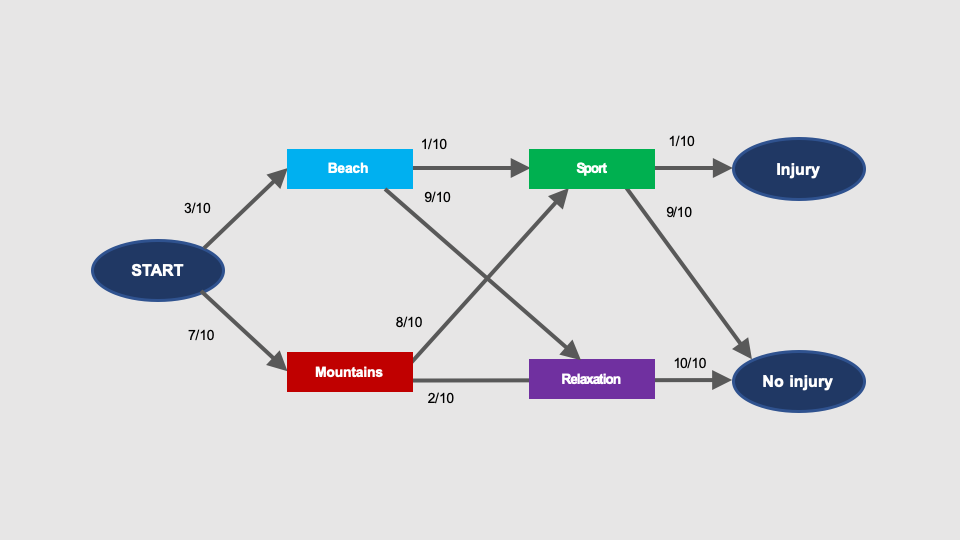 1/10
1/10
Beach
Sport
Injury
9/10
3/10
9/10
START
8/10
7/10
10/10
Mountains
Relaxation
No injury
2/10